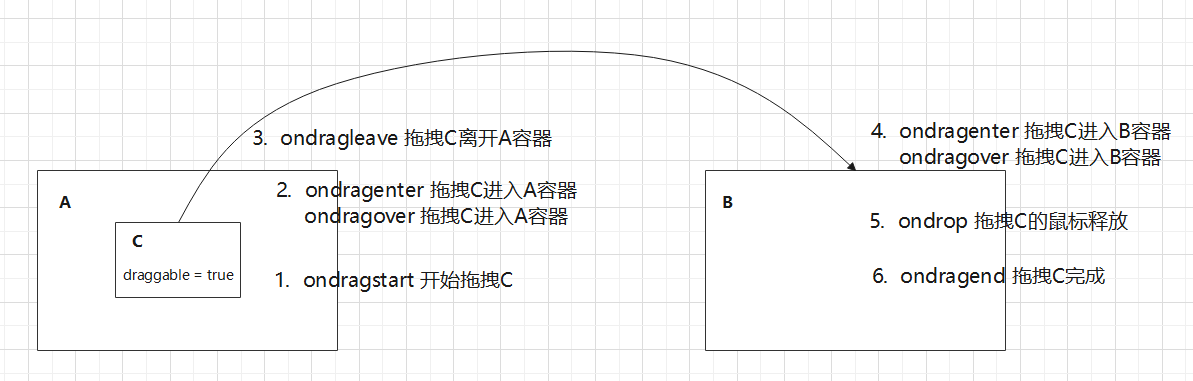 3. ondragleave 拖拽C离开A容器
4. ondragenter 拖拽C进入B容器
ondragover 拖拽C进入B容器
A
2. ondragenter 拖拽C进入A容器
ondragover 拖拽C进入A容器
C
draggable = true
1. ondragstart 开始拖拽C
B
5. ondrop 拖拽C的鼠标释放
6. ondragend 拖拽C完成